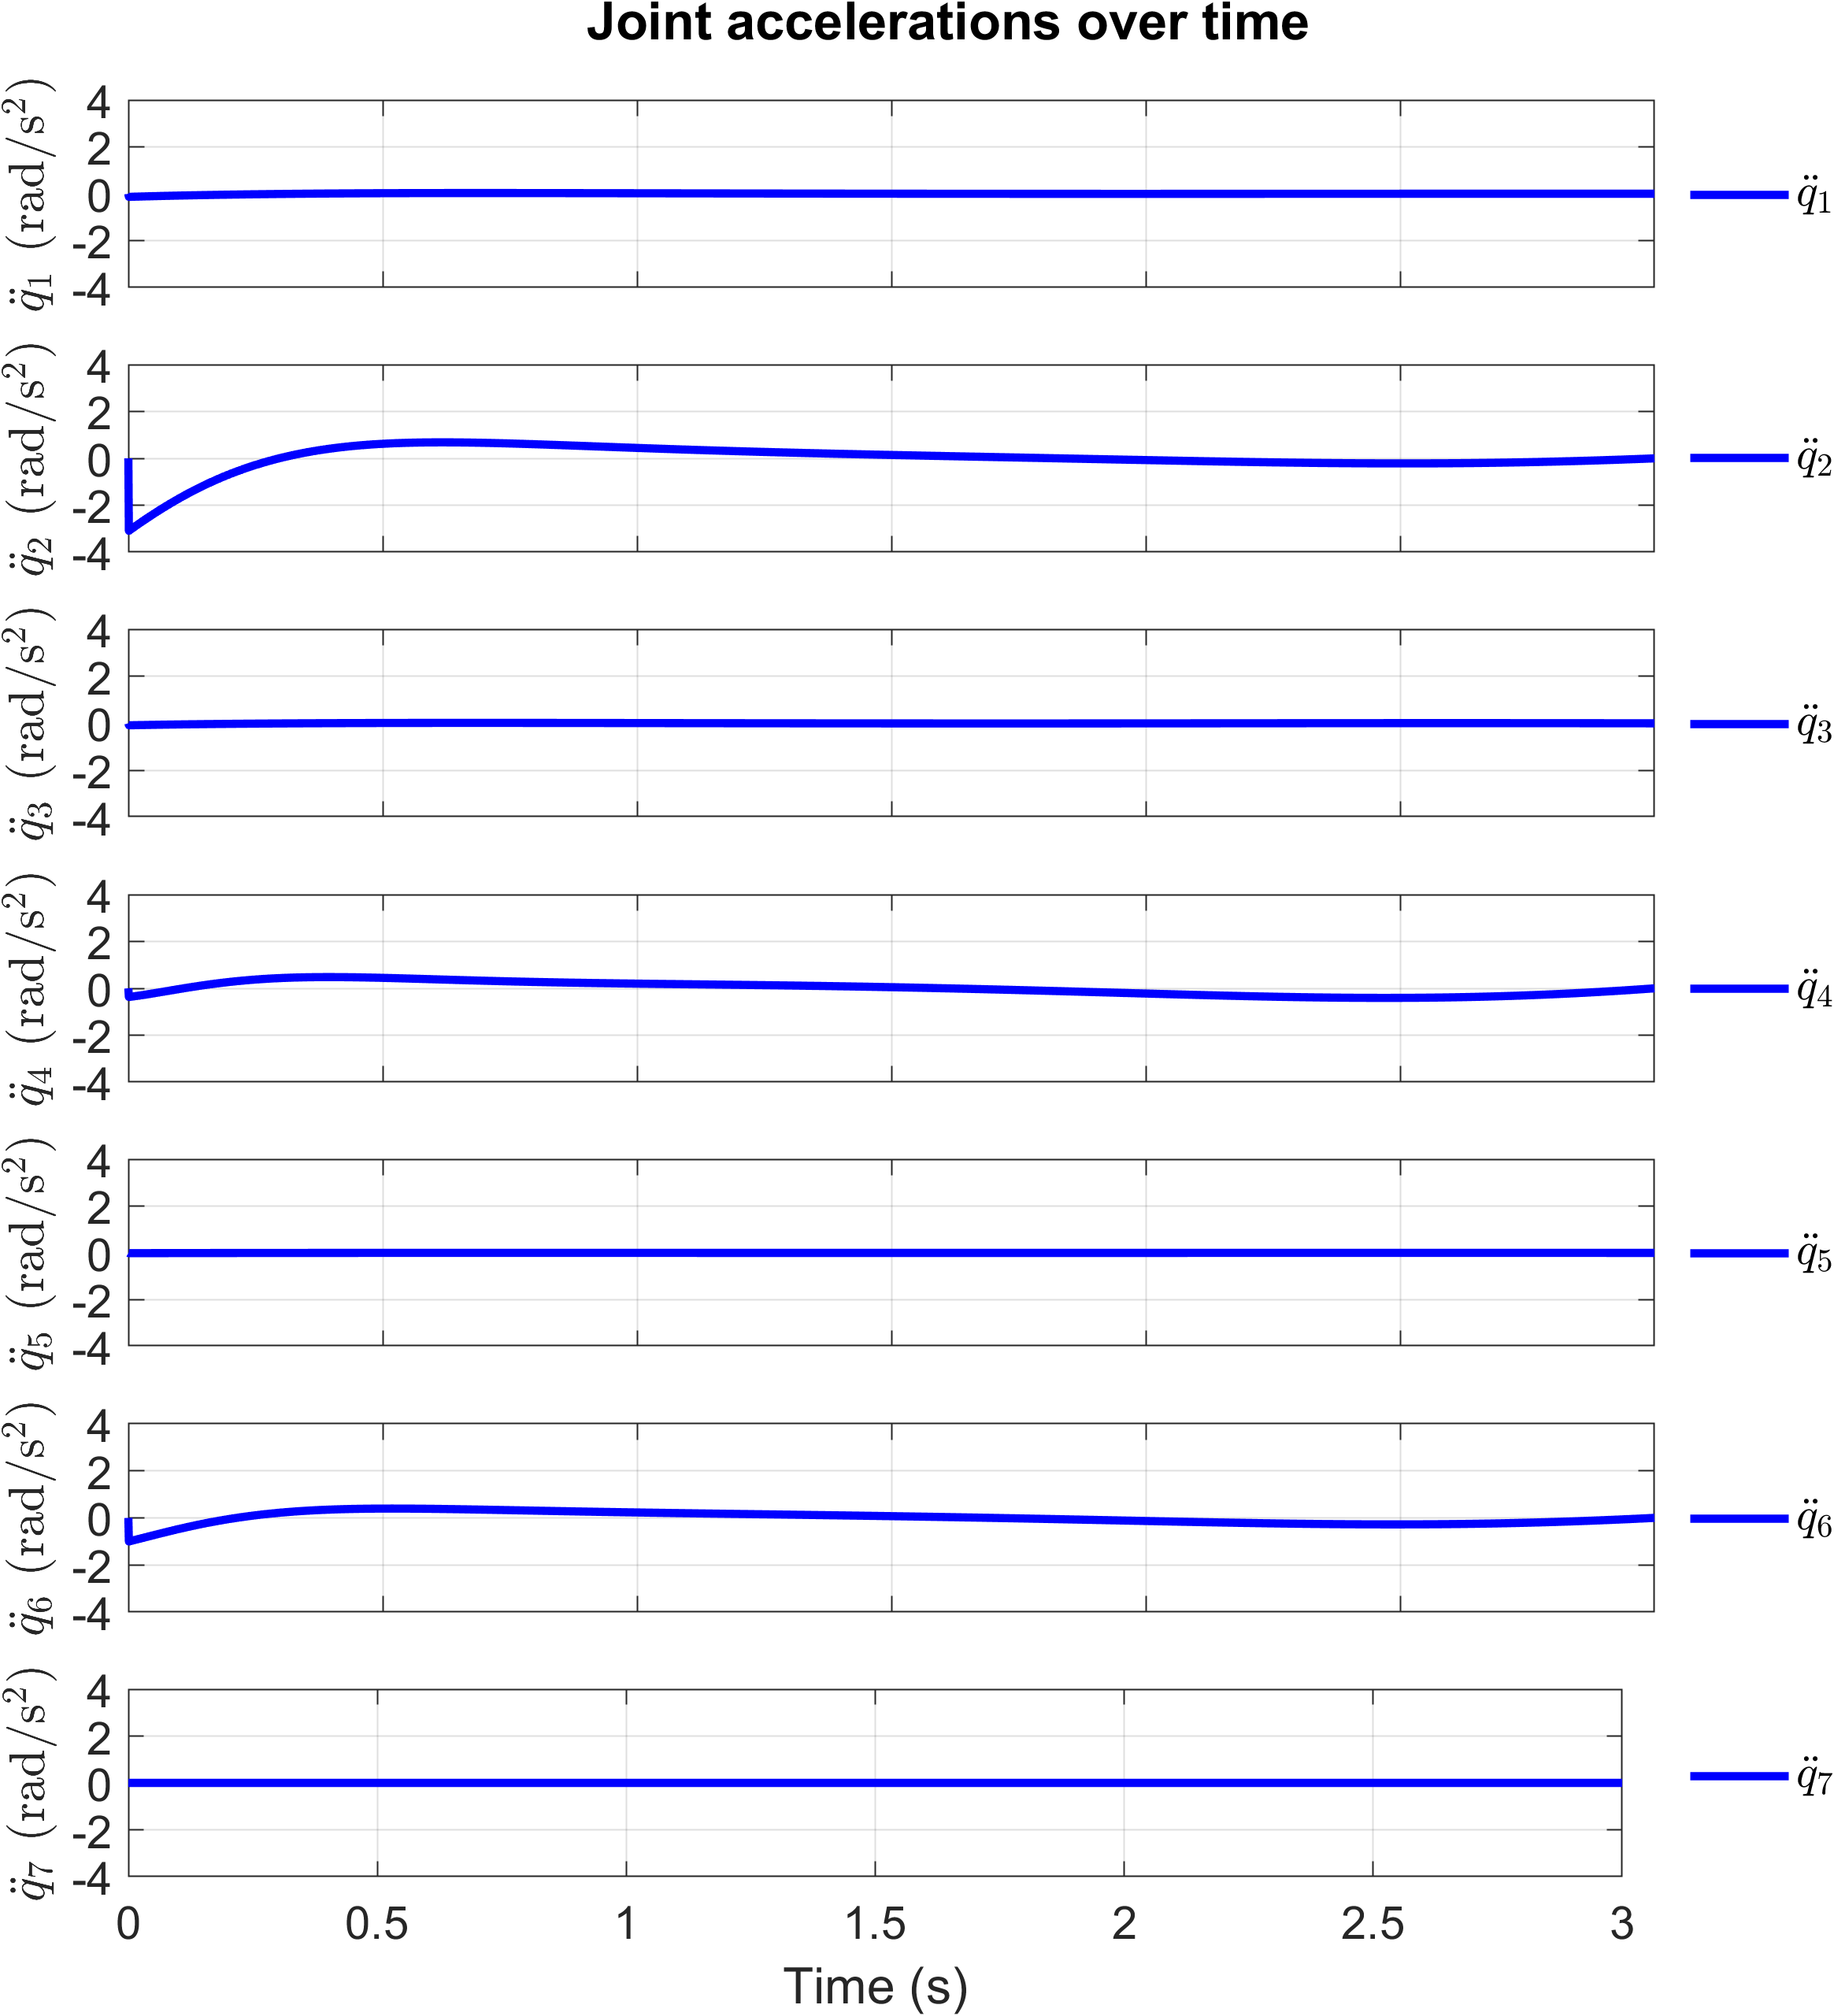 Joint accelerations over time
q̈1 (rad/s²)
4
2
0
-2
-4
q̈1
q̈2 (rad/s²)
4
2
0
-2
-4
q̈2
q̈3 (rad/s²)
4
2
0
-2
-4
q̈3
q̈4 (rad/s²)
4
2
0
-2
-4
q̈4
q̈5 (rad/s²)
4
2
0
-2
-4
q̈5
q̈6 (rad/s²)
4
2
0
-2
-4
q̈6
q̈7 (rad/s²)
4
2
0
-2
-4
q̈7
0 0.5 1 1.5 2 2.5 3
Time (s)